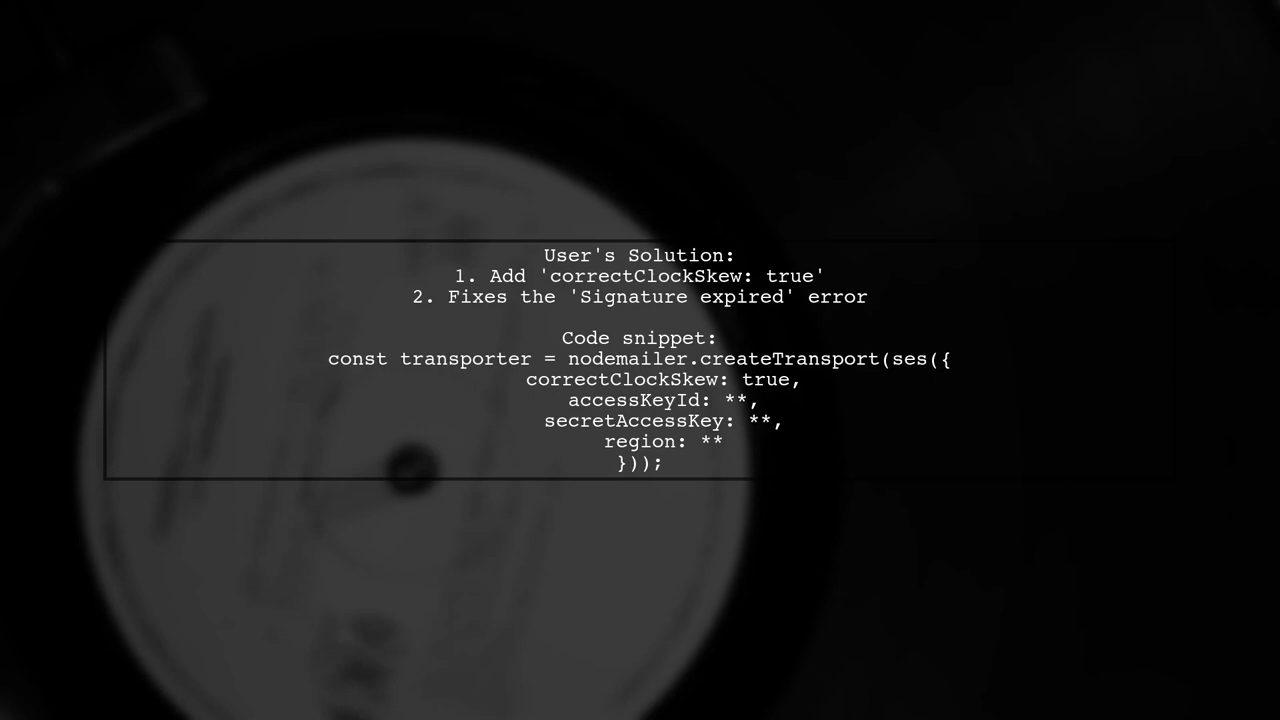 User's Solution:
1. Add 'correctClockSkew: true'
2. Fixes the 'Signature expired' error
Code snippet:
const transporter = nodemailer.createTransport(ses({
correctClockSkew: true,
accessKeyId: **,
secretAccessKey: **,
region: **
}));